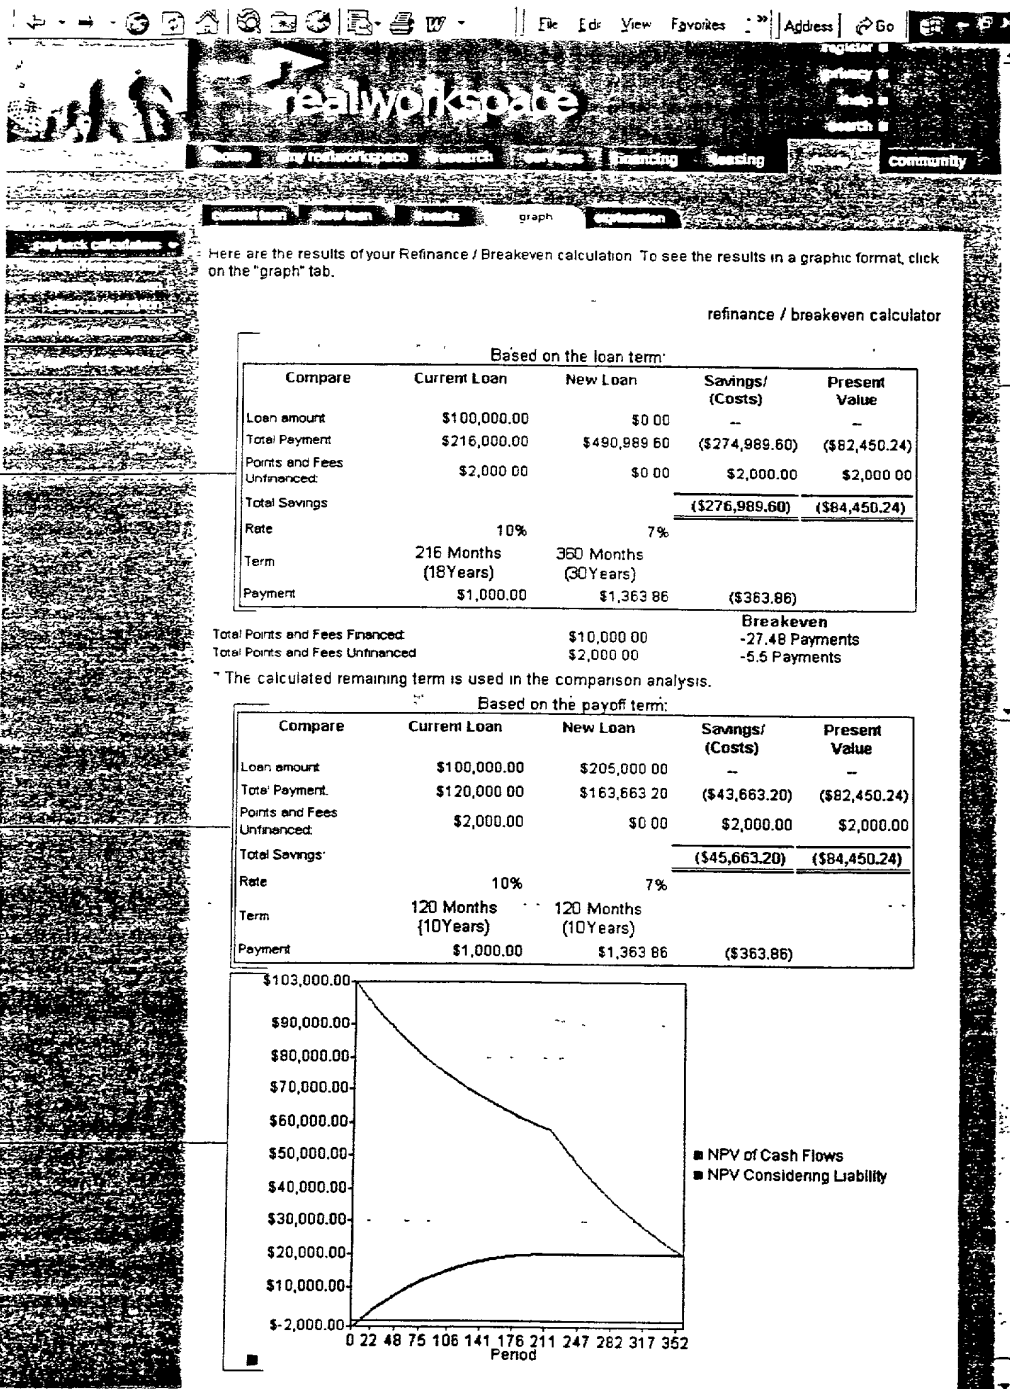 File Edit View Favorites » Address Go
register
privacy
help
search
realworkspace
home my realworkspace research services financing leasing community
graph
payback calculators
Here are the results of your Refinance / Breakeven calculation To see the results in a graphic format, click
on the "graph" tab.
refinance / breakeven calculator
Based on the loan term:
Compare Current Loan New Loan Savings/ (Costs) Present Value
Loan amount $100,000.00 $0 00 -- --
Total Payment $216,000.00 $490,989 60 ($274,989.60) ($82,450.24)
Points and Fees Unfinanced: $2,000 00 $0 00 $2,000.00 $2,000 00
Total Savings ($276,989.60) ($84,450.24)
Rate 10% 7%
Term 216 Months (18Years) 360 Months (30Years)
Payment $1,000.00 $1,363 86 ($363.86)
Breakeven
Total Points and Fees Financed: $10,000 00 -27.48 Payments
Total Points and Fees Unfinanced $2,000 00 -5.5 Payments
* The calculated remaining term is used in the comparison analysis.
Based on the payoff term:
Compare Current Loan New Loan Savings/ (Costs) Present Value
Loan amount $100,000.00 $205,000 00 -- --
Total Payment. $120,000 00 $163,663 20 ($43,663.20) ($82,450.24)
Points and Fees Unfinanced: $2,000.00 $0 00 $2,000.00 $2,000.00
Total Savings: ($45,663.20) ($84,450.24)
Rate 10% 7%
Term 120 Months (10Years) 120 Months (10Years)
Payment $1,000.00 $1,363 86 ($363.86)
$103,000.00
$90,000.00
$80,000.00
$70,000.00
$60,000.00
$50,000.00
$40,000.00
$30,000.00
$20,000.00
$10,000.00
$-2,000.00
NPV of Cash Flows
NPV Considering Liability
0 22 48 75 106 141 176 211 247 282 317 352
Period